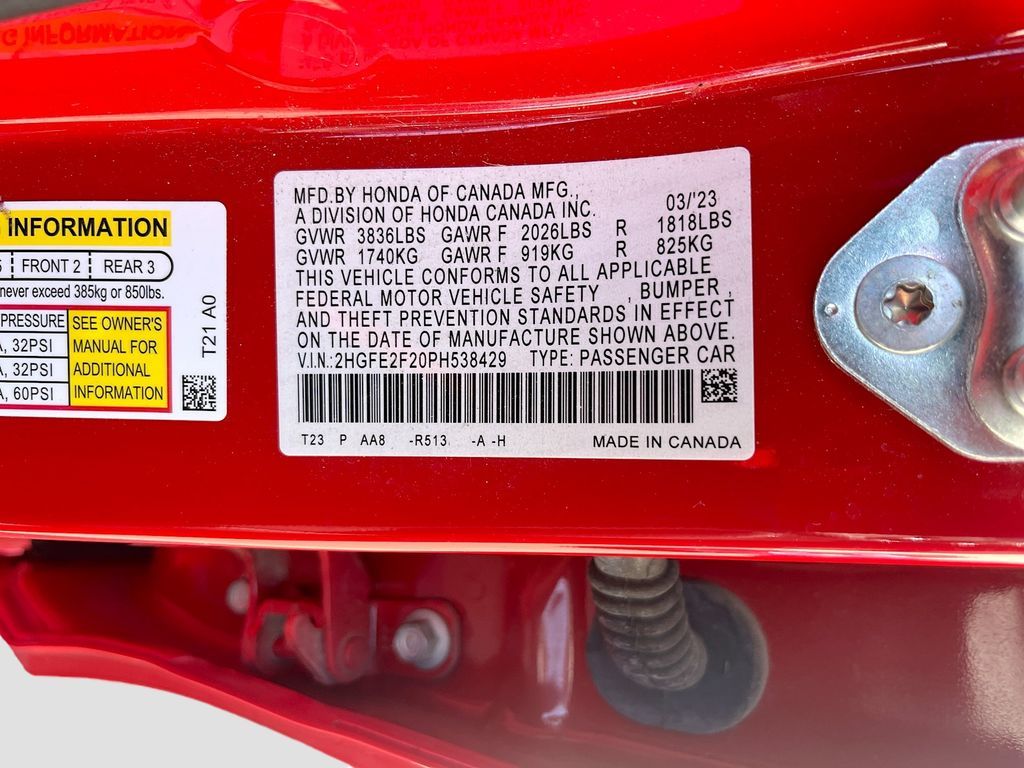 INFORMATION
FRONT 2 REAR 3
never exceed 385kg or 850lbs.
PRESSURE
32PSI
32PSI
60PSI
SEE OWNER'S
MANUAL FOR
ADDITIONAL
INFORMATION
T21 A0
MFD.BY HONDA OF CANADA MFG., 03/'23
A DIVISION OF HONDA CANADA INC.
GVWR 3836LBS GAWR F 2026LBS R 1818LBS
GVWR 1740KG GAWR F 919KG R 825KG
THIS VEHICLE CONFORMS TO ALL APPLICABLE
FEDERAL MOTOR VEHICLE SAFETY , BUMPER ,
AND THEFT PREVENTION STANDARDS IN EFFECT
ON THE DATE OF MANUFACTURE SHOWN ABOVE.
V.I.N.:2HGFE2F20PH538429 TYPE: PASSENGER CAR
T23 P AA8 -R513 -A -H MADE IN CANADA